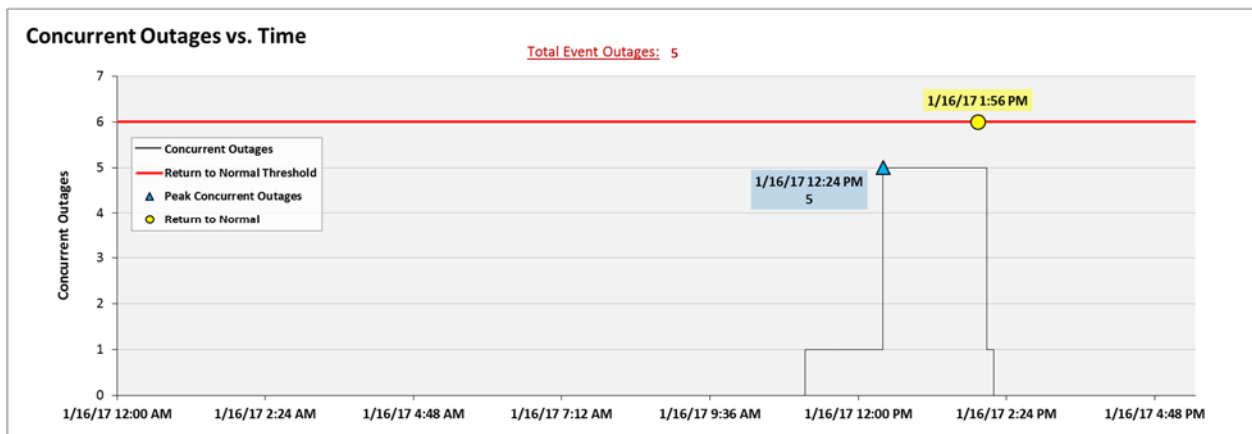 Concurrent Outages vs. Time
Total Event Outages: 5
7
6
5
4
3
2
1
0
Concurrent Outages
1/16/17 1:56 PM
Concurrent Outages
Return to Normal Threshold
Peak Concurrent Outages
Return to Normal
1/16/17 12:24 PM
5
1/16/17 12:00 AM 1/16/17 2:24 AM 1/16/17 4:48 AM 1/16/17 7:12 AM 1/16/17 9:36 AM 1/16/17 12:00 PM 1/16/17 2:24 PM 1/16/17 4:48 PM